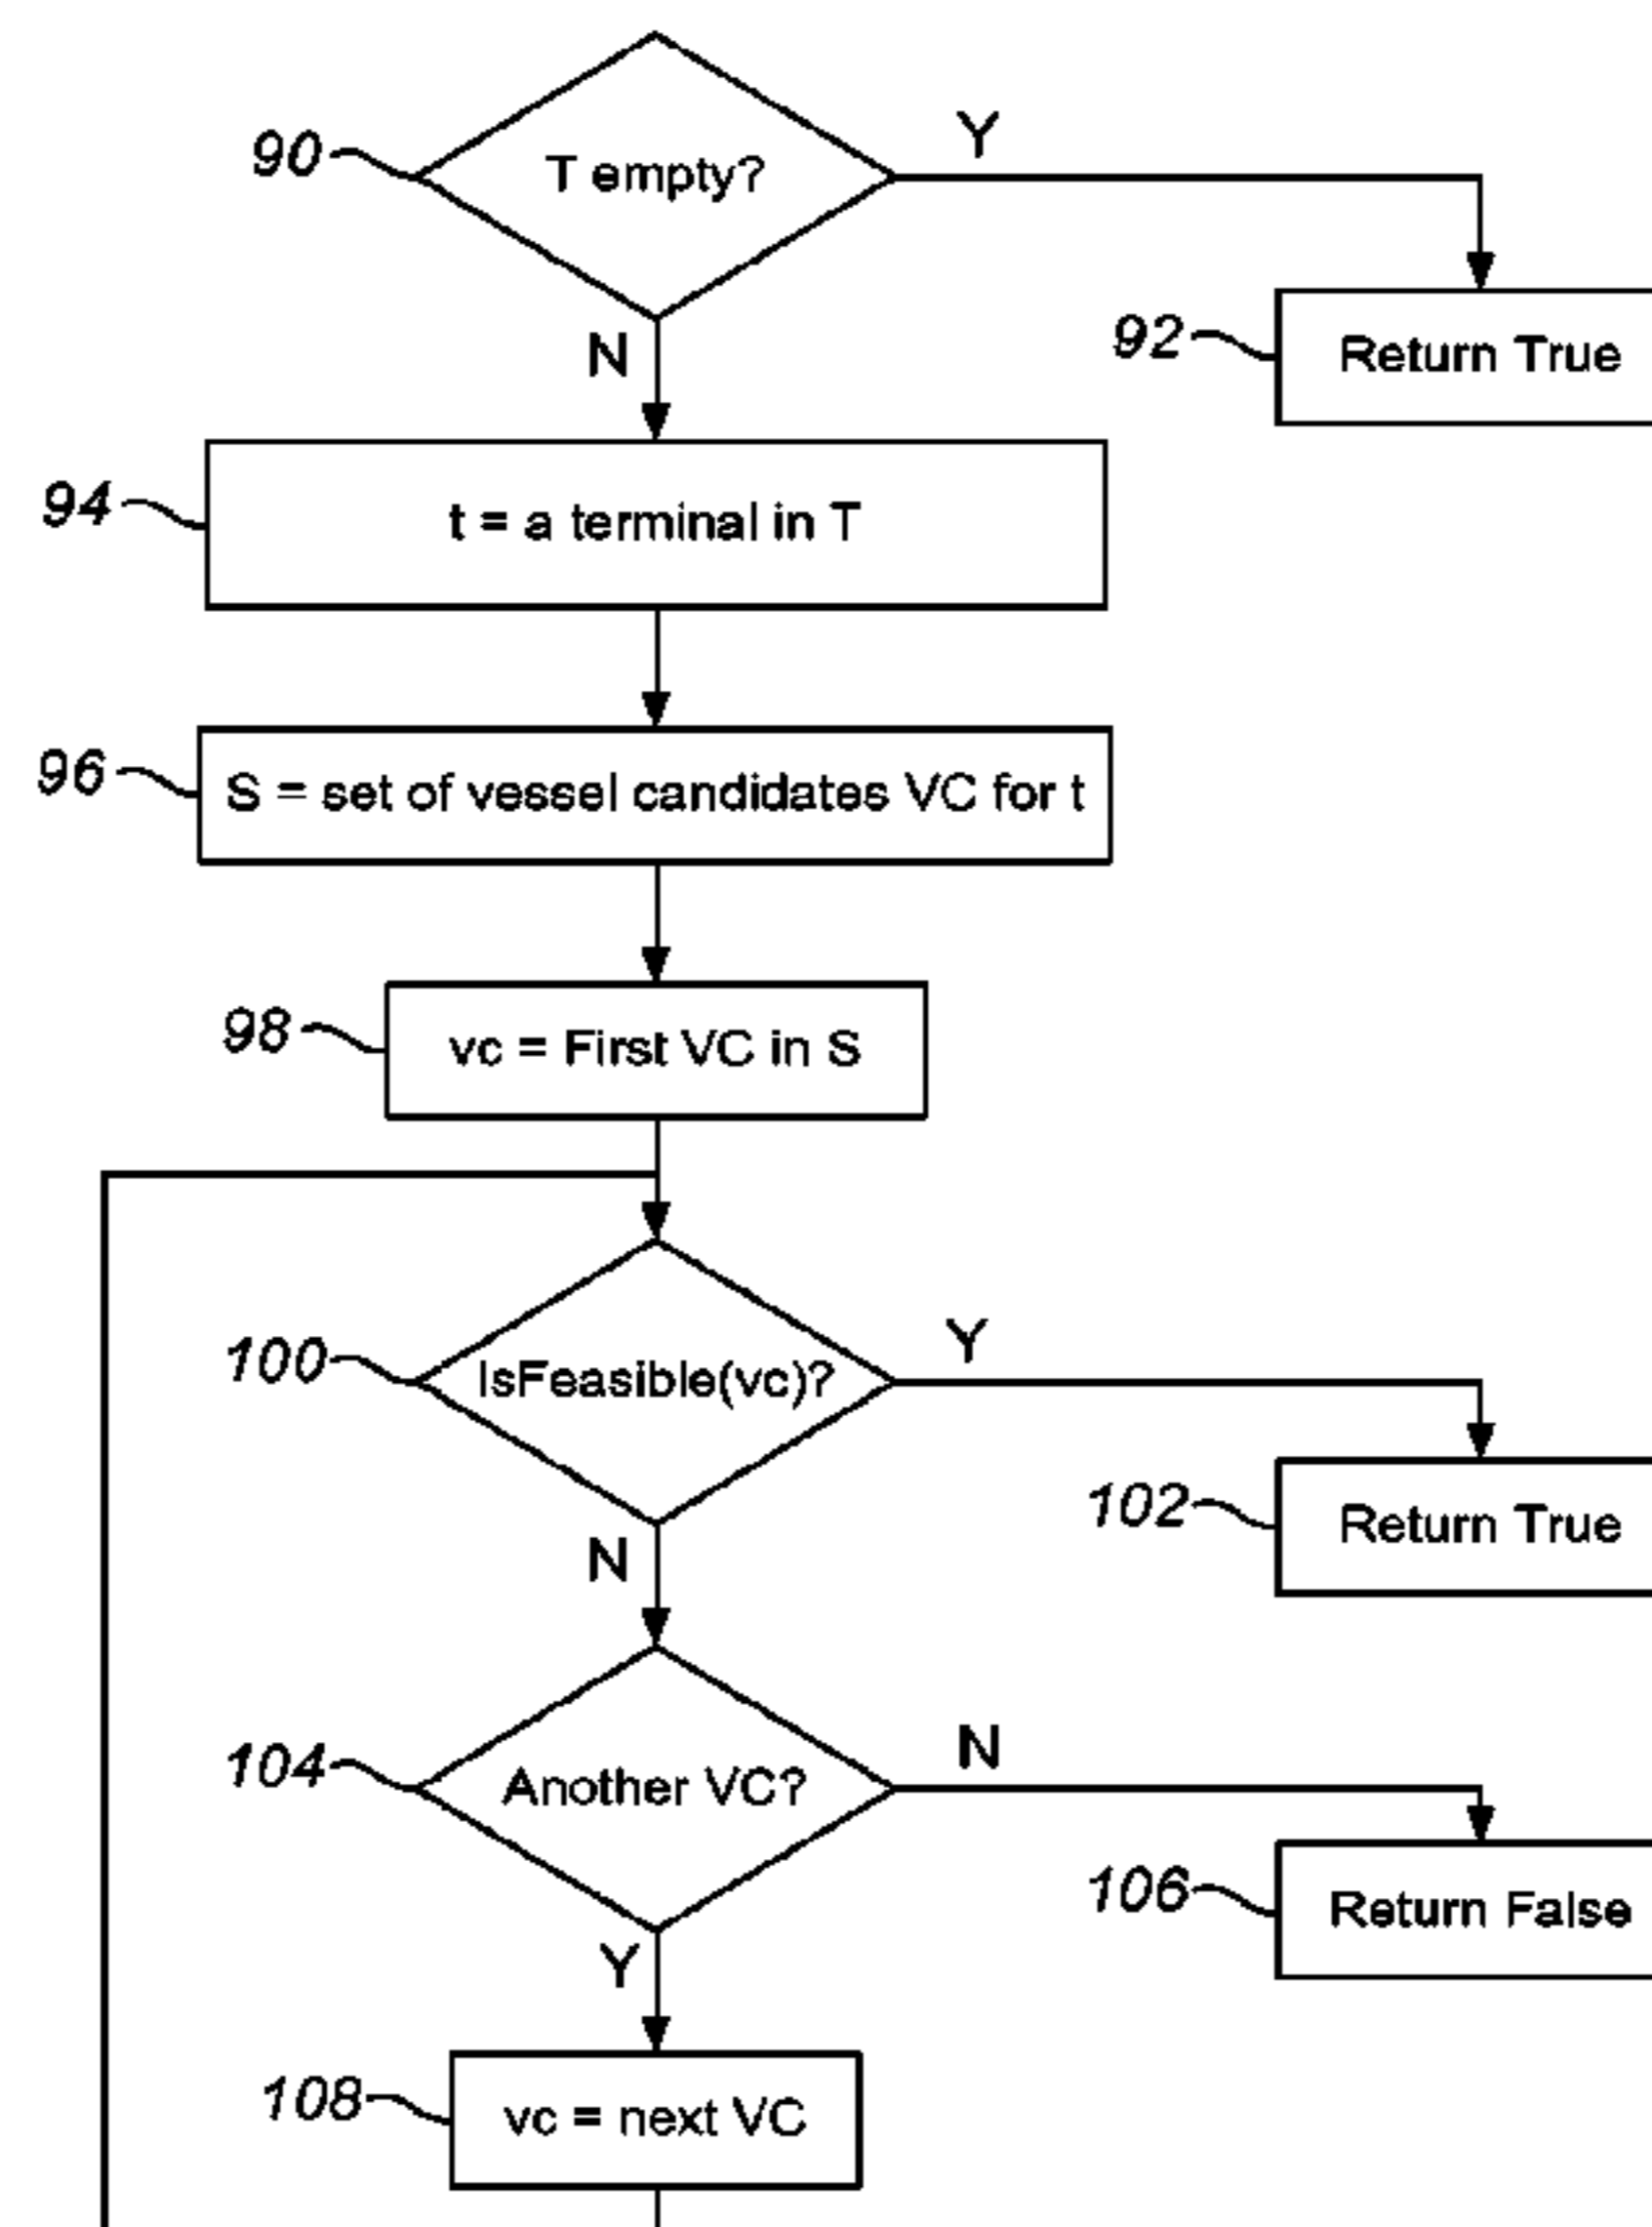 90
T empty?
Y
N
92
Return True
94
t = a terminal in T
96
S = set of vessel candidates VC for t
98
vc = First VC in S
100
IsFeasible(vc)?
Y
N
102
Return True
104
Another VC?
N
Y
106
Return False
108
vc = next VC